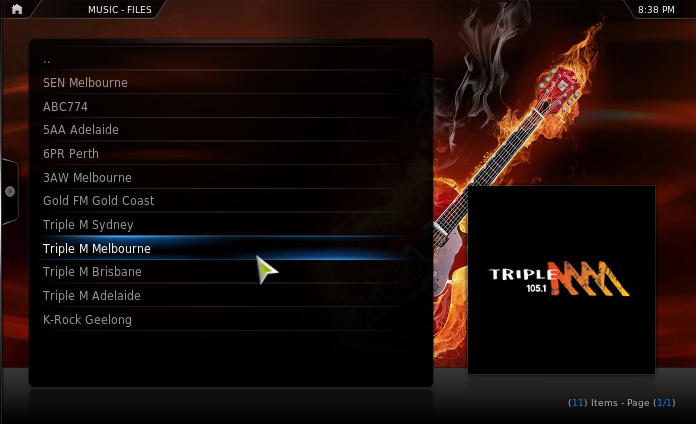 MUSIC - FILES
8:38 PM
..
SEN Melbourne
ABC774
5AA Adelaide
6PR Perth
3AW Melbourne
Gold FM Gold Coast
Triple M Sydney
Triple M Melbourne
Triple M Brisbane
Triple M Adelaide
K-Rock Geelong
TRIPLE MMM
105.1
(11) Items - Page (1/1)